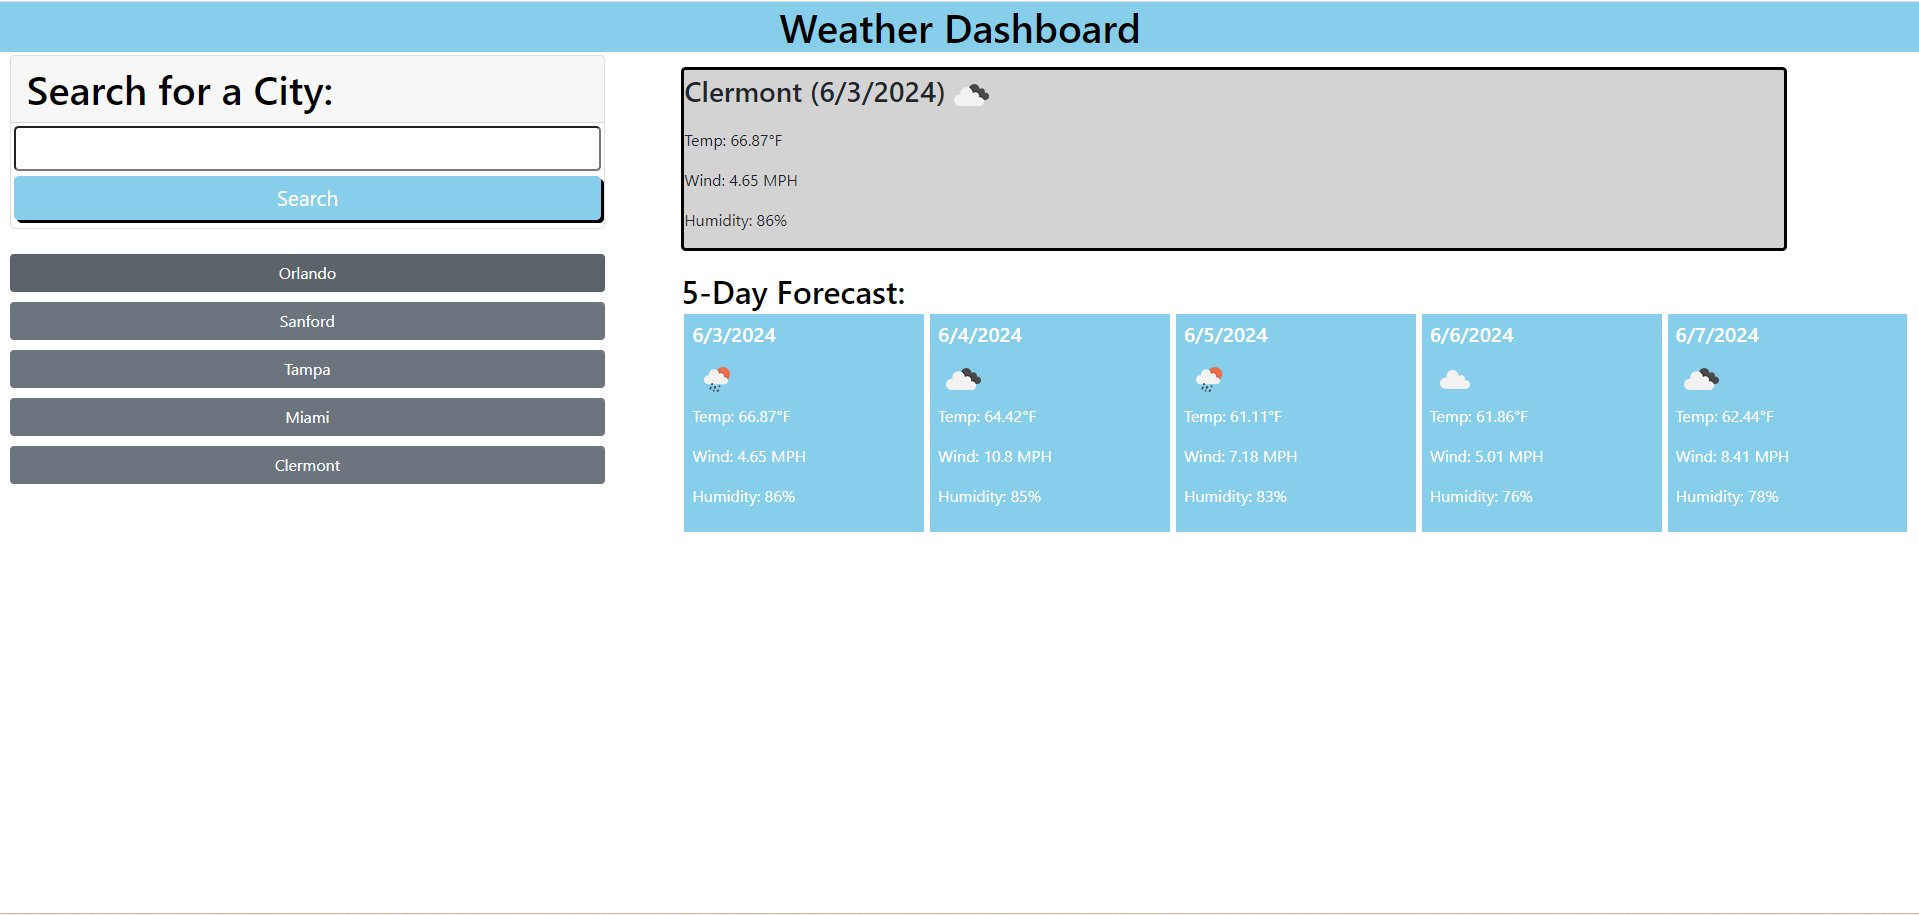 Weather Dashboard
Search for a City:
Search
Orlando
Sanford
Tampa
Miami
Clermont
Clermont (6/3/2024)
Temp: 66.87°F
Wind: 4.65 MPH
Humidity: 86%
5-Day Forecast:
6/3/2024
Temp: 66.87°F
Wind: 4.65 MPH
Humidity: 86%
6/4/2024
Temp: 64.42°F
Wind: 10.8 MPH
Humidity: 85%
6/5/2024
Temp: 61.11°F
Wind: 7.18 MPH
Humidity: 83%
6/6/2024
Temp: 61.86°F
Wind: 5.01 MPH
Humidity: 76%
6/7/2024
Temp: 62.44°F
Wind: 8.41 MPH
Humidity: 78%